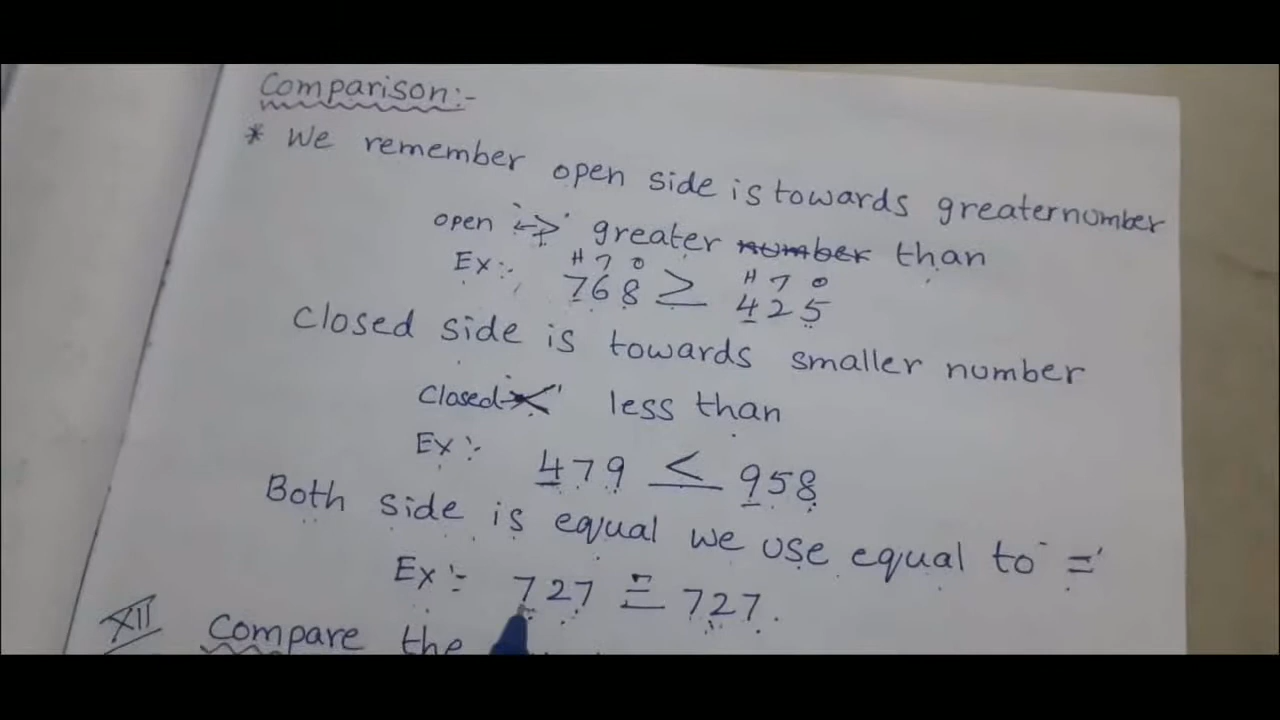 Comparison:-
* We remember open side is towards greater number
open '>' greater number than
Ex:- H T O H T O
768 > 425
Closed side is towards smaller number
Closed '<' less than
Ex:- 479 < 958
Both side is equal we use equal to '='
Ex:- 727 = 727.
XII Compare the